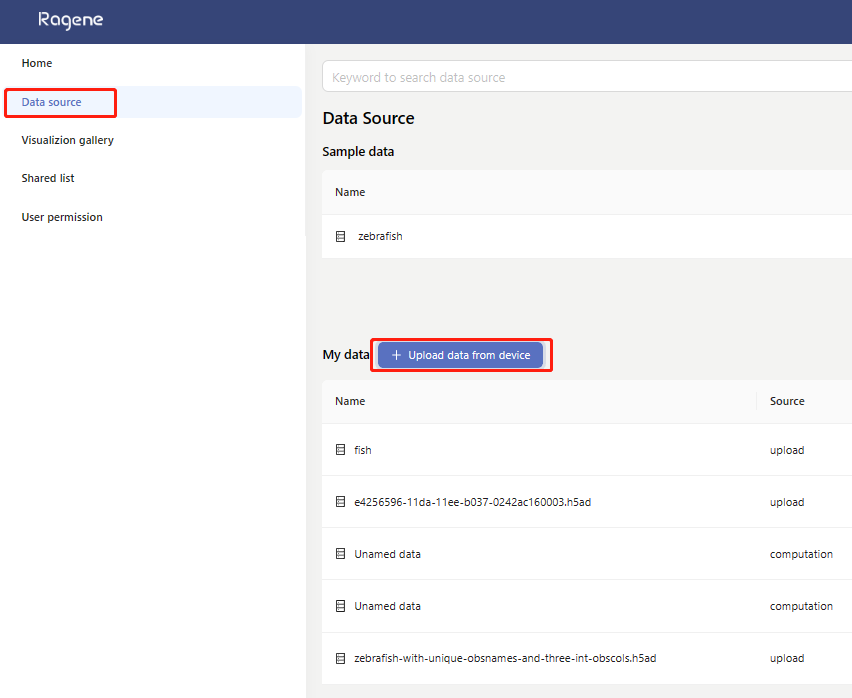 Ragene
Home
Data source
Visualizion gallery
Shared list
User permission
Keyword to search data source
Data Source
Sample data
Name
zebrafish
My data
+ Upload data from device
Name Source
fish upload
e4256596-11da-11ee-b037-0242ac160003.h5ad upload
Unamed data computation
Unamed data computation
zebrafish-with-unique-obsnames-and-three-int-obscols.h5ad upload